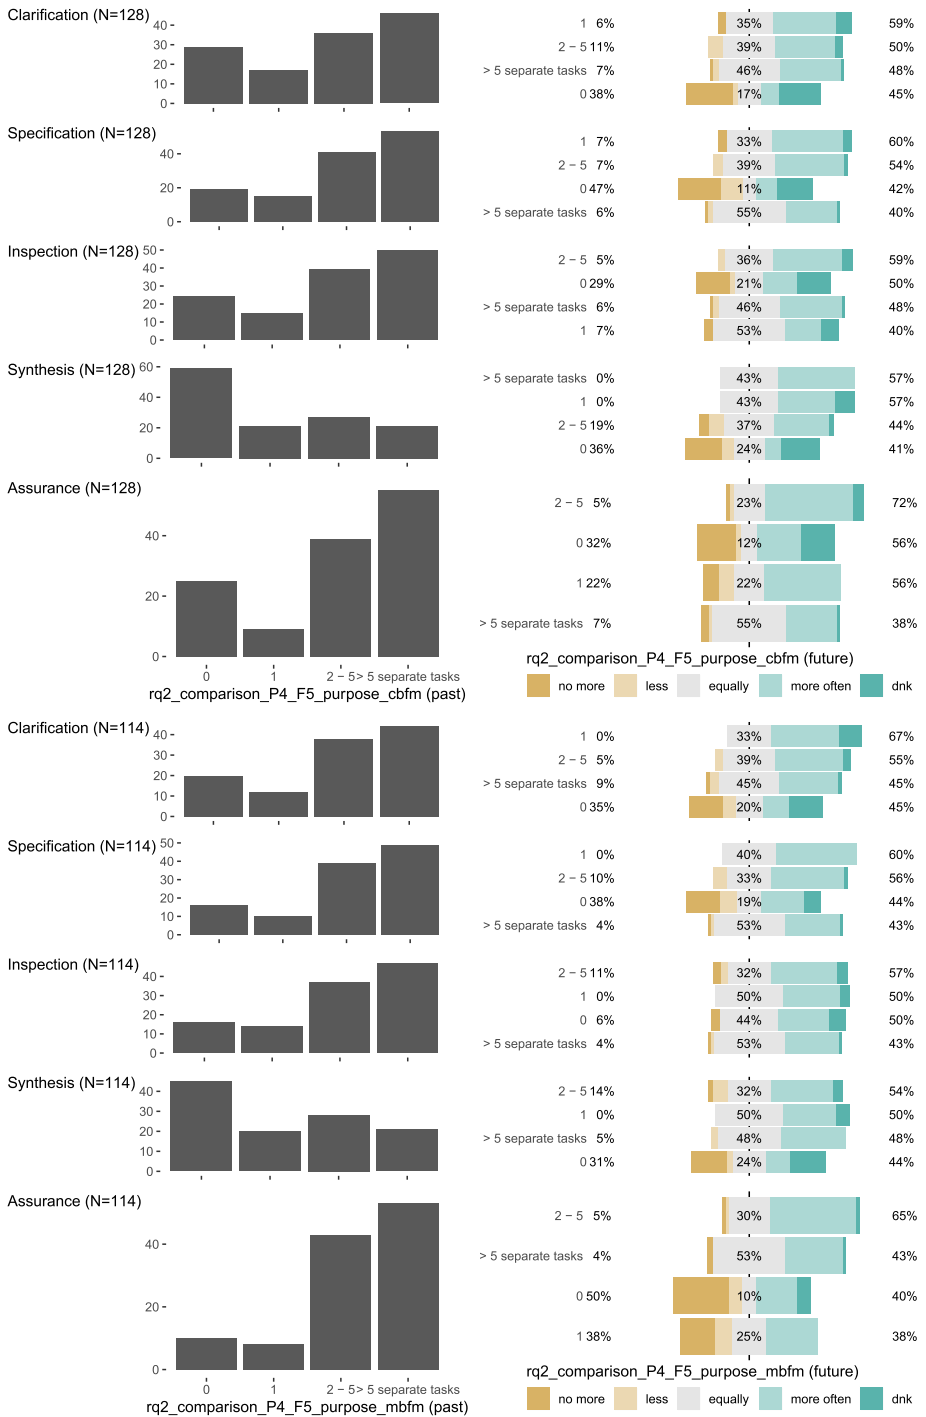 Clarification (N=128)
40
30
20
10
0
1 6% 35% 59%
2 − 5 11% 39% 50%
> 5 separate tasks 7% 46% 48%
0 38% 17% 45%
Specification (N=128)
40
20
0
1 7% 33% 60%
2 − 5 7% 39% 54%
0 47% 11% 42%
> 5 separate tasks 6% 55% 40%
Inspection (N=128)
50
40
30
20
10
0
2 − 5 5% 36% 59%
0 29% 21% 50%
> 5 separate tasks 6% 46% 48%
1 7% 53% 40%
Synthesis (N=128)
60
40
20
0
> 5 separate tasks 0% 43% 57%
1 0% 43% 57%
2 − 5 19% 37% 44%
0 36% 24% 41%
Assurance (N=128)
40
20
0
2 − 5 5% 23% 72%
0 32% 12% 56%
1 22% 22% 56%
> 5 separate tasks 7% 55% 38%
0 1 2 − 5 > 5 separate tasks
rq2_comparison_P4_F5_purpose_cbfm (past)
rq2_comparison_P4_F5_purpose_cbfm (future)
no more less equally more often dnk
Clarification (N=114)
40
30
20
10
0
1 0% 33% 67%
2 − 5 5% 39% 55%
> 5 separate tasks 9% 45% 45%
0 35% 20% 45%
Specification (N=114)
50
40
30
20
10
0
1 0% 40% 60%
2 − 5 10% 33% 56%
0 38% 19% 44%
> 5 separate tasks 4% 53% 43%
Inspection (N=114)
40
30
20
10
0
2 − 5 11% 32% 57%
1 0% 50% 50%
0 6% 44% 50%
> 5 separate tasks 4% 53% 43%
Synthesis (N=114)
40
30
20
10
0
2 − 5 14% 32% 54%
1 0% 50% 50%
> 5 separate tasks 5% 48% 48%
0 31% 24% 44%
Assurance (N=114)
40
20
0
2 − 5 5% 30% 65%
> 5 separate tasks 4% 53% 43%
0 50% 10% 40%
1 38% 25% 38%
0 1 2 − 5 > 5 separate tasks
rq2_comparison_P4_F5_purpose_mbfm (past)
rq2_comparison_P4_F5_purpose_mbfm (future)
no more less equally more often dnk